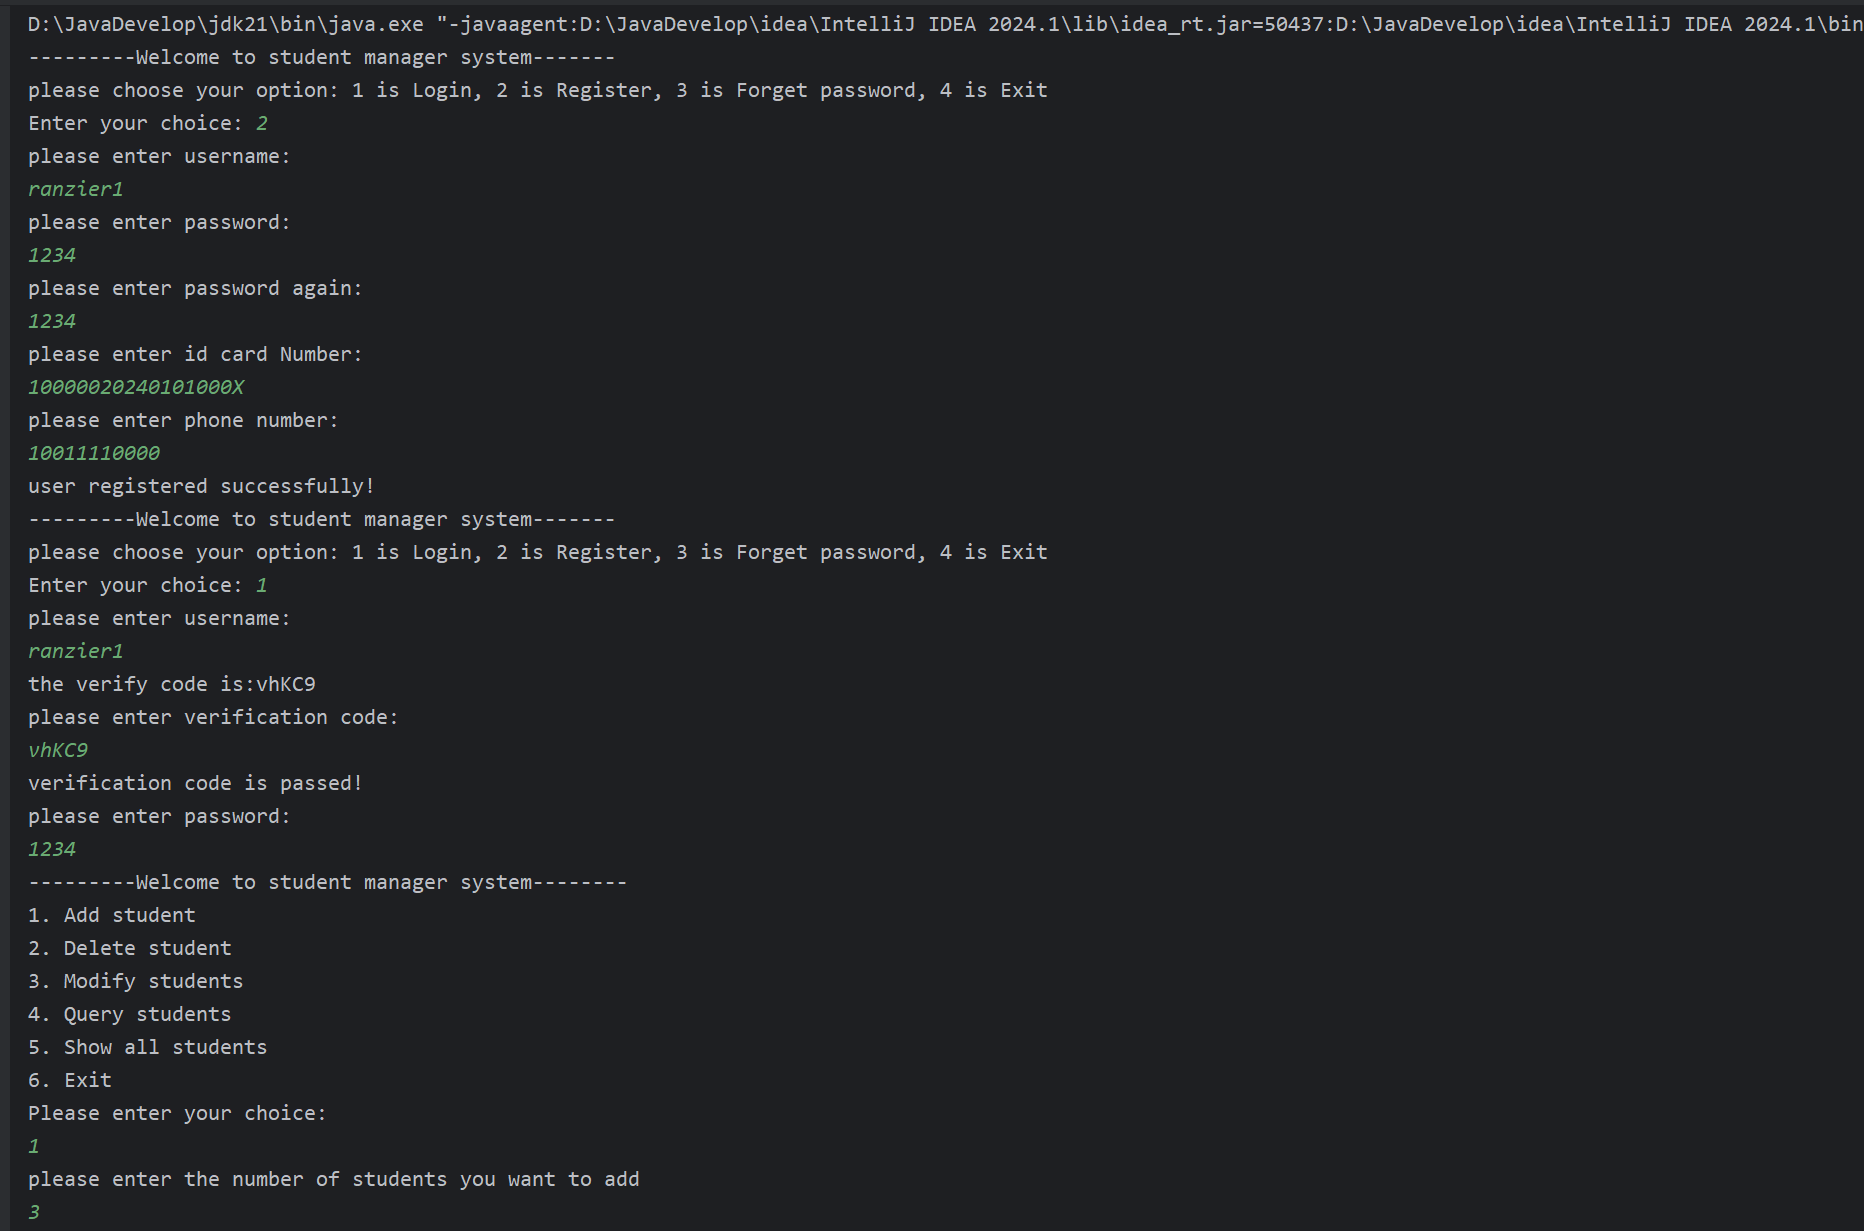 D:\JavaDevelop\jdk21\bin\java.exe "-javaagent:D:\JavaDevelop\idea\IntelliJ IDEA 2024.1\lib\idea_rt.jar=50437:D:\JavaDevelop\idea\IntelliJ IDEA 2024.1\bin
---------Welcome to student manager system-------
please choose your option: 1 is Login, 2 is Register, 3 is Forget password, 4 is Exit
Enter your choice: 2
please enter username:
ranzier1
please enter password:
1234
please enter password again:
1234
please enter id card Number:
10000020240101000X
please enter phone number:
10011110000
user registered successfully!
---------Welcome to student manager system-------
please choose your option: 1 is Login, 2 is Register, 3 is Forget password, 4 is Exit
Enter your choice: 1
please enter username:
ranzier1
the verify code is:vhKC9
please enter verification code:
vhKC9
verification code is passed!
please enter password:
1234
---------Welcome to student manager system--------
1. Add student
2. Delete student
3. Modify students
4. Query students
5. Show all students
6. Exit
Please enter your choice:
1
please enter the number of students you want to add
3